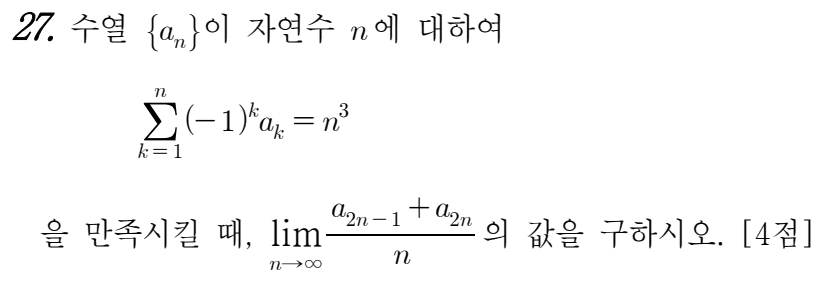 27. 수열 {a_n}이 자연수 n에 대하여
\sum_{k=1}^{n} (-1)^k a_k = n^3
을 만족시킬 때, \lim_{n→∞} \frac{a_{2n-1}+a_{2n}}{n} 의 값을 구하시오. [4점]